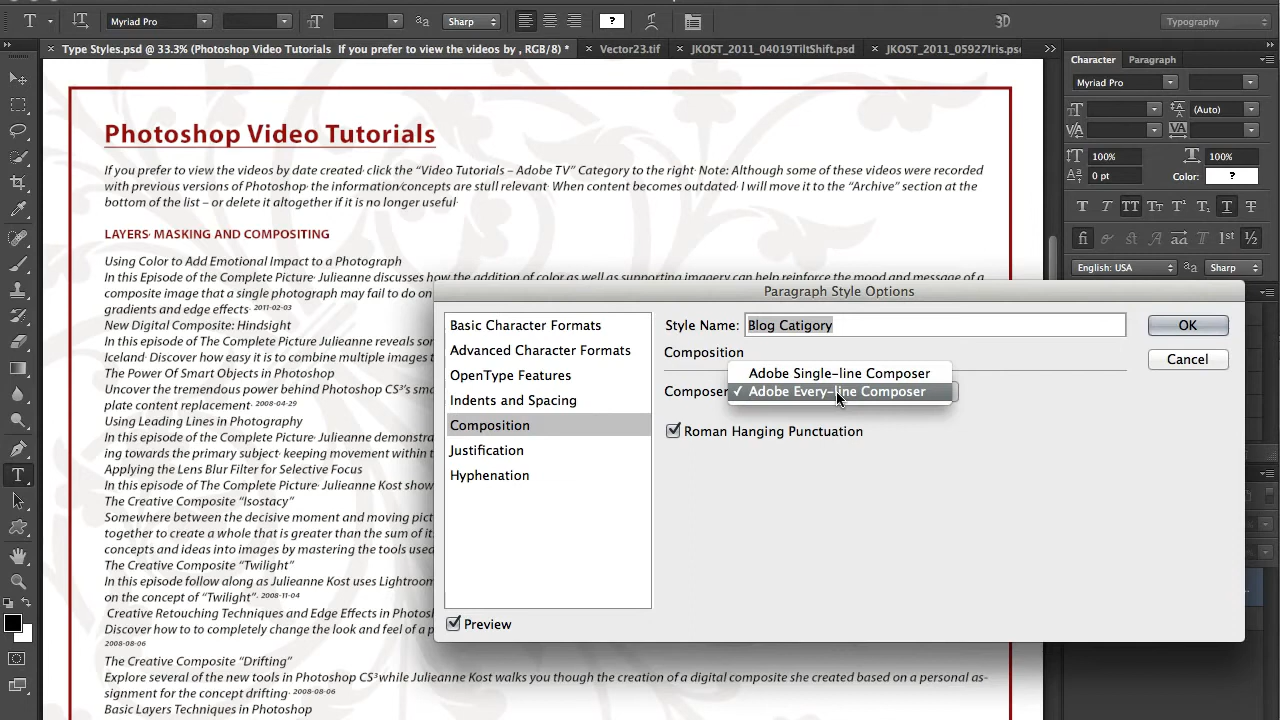 T Myriad Pro Sharp ? 3D Typography
Type Styles.psd @ 33.3% (Photoshop Video Tutorials If you prefer to view the videos by , RGB/8) * Vector23.tif JKOST_2011_04019TiltShift.psd JKOST_2011_05927Iris.psd
Character Paragraph
Myriad Pro
(Auto)
100% 100%
0 pt Color: ?
English: USA Sharp
Photoshop Video Tutorials
If you prefer to view the videos by date created· click the “Video Tutorials – Adobe TV” Category to the right· Note: Although some of these videos were recorded
with previous versions of Photoshop· the information/concepts are stull relevant· When content becomes outdated· I will move it to the “Archive” section at the
bottom of the list – or delete it altogether if it is no longer useful·
LAYERS· MASKING AND COMPOSITING
Using Color to Add Emotional Impact to a Photograph
In this Episode of the Complete Picture· Julieanne discusses how the addition of color as well as supporting imagery can help reinforce the mood and message of a
composite image that a single photograph may fail to do on
gradients and edge effects· 2011-02-03
New Digital Composite: Hindsight
In this Episode of the Complete Picture· Julieanne reveals
Iceland· Discover how easy it is to combine multiple images
The Power Of Smart Objects in Photoshop
Uncover the tremendous power behind Photoshop CS³'s
plate content replacement· 2008-04-29
Using Leading Lines in Photography
In this Episode of the Complete Picture· Julieanne
ing towards the primary subject· keeping movement within
Applying the Lens Blur Filter for Selective Focus
In this episode of The Complete Picture· Julieanne Kost
The Creative Composite “Isostacy”
Somewhere between the decisive moment and moving
together to create a whole that is greater than the sum of
concepts and ideas into images by mastering the tools used
The Creative Composite “Twilight”
In this episode follow along as Julieanne Kost uses
on the concept of “Twilight”· 2008-11-04
Creative Retouching Techniques and Edge Effects in
Discover how to to completely change the look and feel of a
2008-08-06
The Creative Composite “Drifting”
Explore several of the new tools in Photoshop CS³while Julieanne Kost walks you though the creation of a digital composite she created based on a personal as-
signment for the concept drifting· 2008-08-06
Basic Layers Techniques in Photoshop
Paragraph Style Options
Basic Character Formats
Advanced Character Formats
OpenType Features
Indents and Spacing
Composition
Justification
Hyphenation
Preview
Style Name: Blog Catigory
Composition
Adobe Single-line Composer
Composer ✓ Adobe Every-line Composer
Roman Hanging Punctuation
OK
Cancel